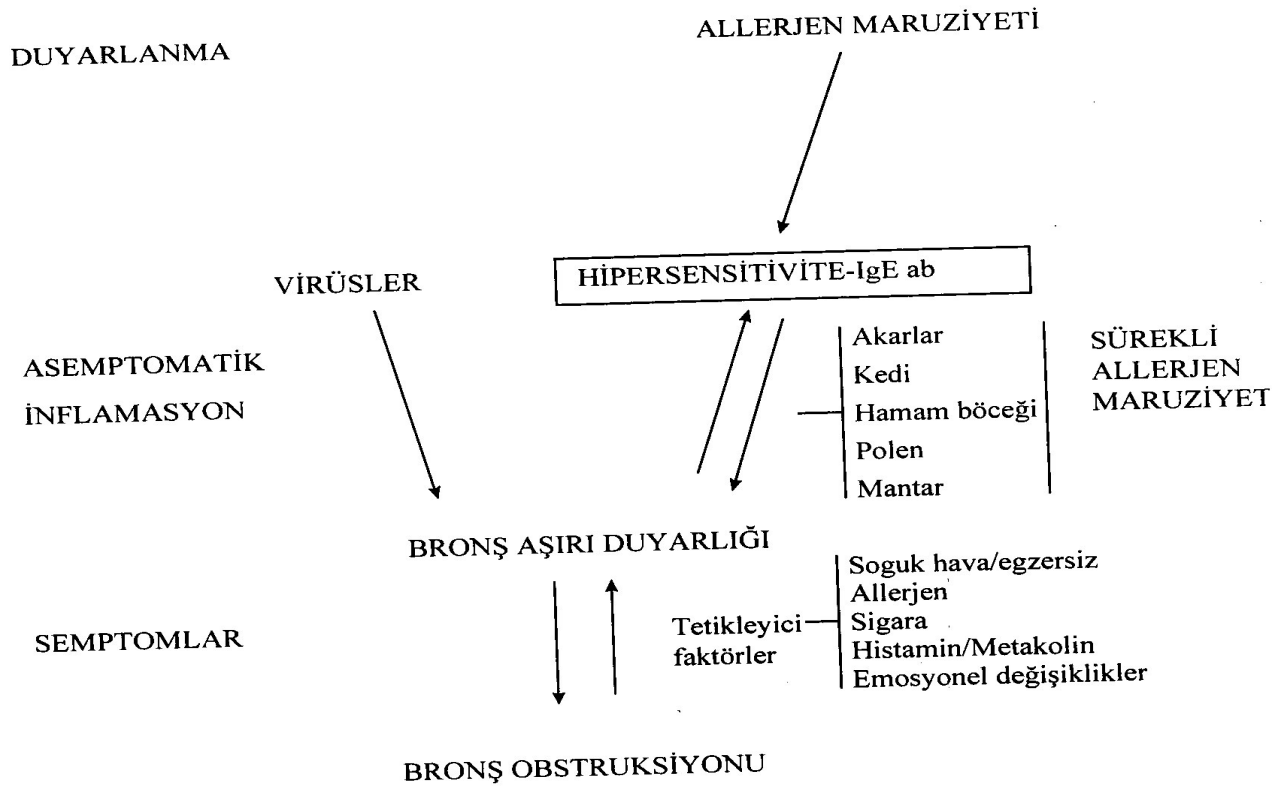 DUYARLANMA
ALLERJEN MARUZİYETİ
VİRÜSLER
HİPERSENSİTİVİTE-IgE ab
ASEMPTOMATİK
İNFLAMASYON
Akarlar
Kedi
Hamam böceği
Polen
Mantar
SÜREKLİ
ALLERJEN
MARUZİYET
BRONŞ AŞIRI DUYARLIĞI
SEMPTOMLAR
Tetikleyici
faktörler
Soguk hava/egzersiz
Allerjen
Sigara
Histamin/Metakolin
Emosyonel değişiklikler
BRONŞ OBSTRUKSİYONU